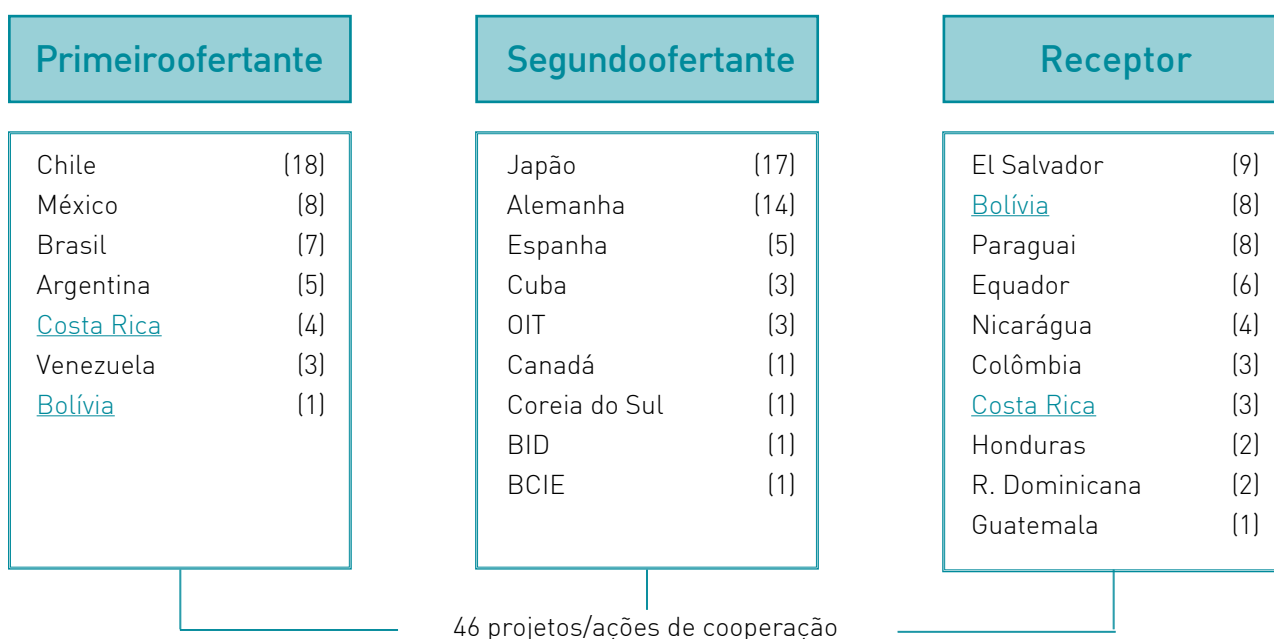 Primeiroofertante
Chile (18)
México (8)
Brasil (7)
Argentina (5)
Costa Rica (4)
Venezuela (3)
Bolívia (1)
Segundoofertante
Japão (17)
Alemanha (14)
Espanha (5)
Cuba (3)
OIT (3)
Canadá (1)
Coreia do Sul (1)
BID (1)
BCIE (1)
Receptor
El Salvador (9)
Bolívia (8)
Paraguai (8)
Equador (6)
Nicarágua (4)
Colômbia (3)
Costa Rica (3)
Honduras (2)
R. Dominicana (2)
Guatemala (1)
46 projetos/ações de cooperação